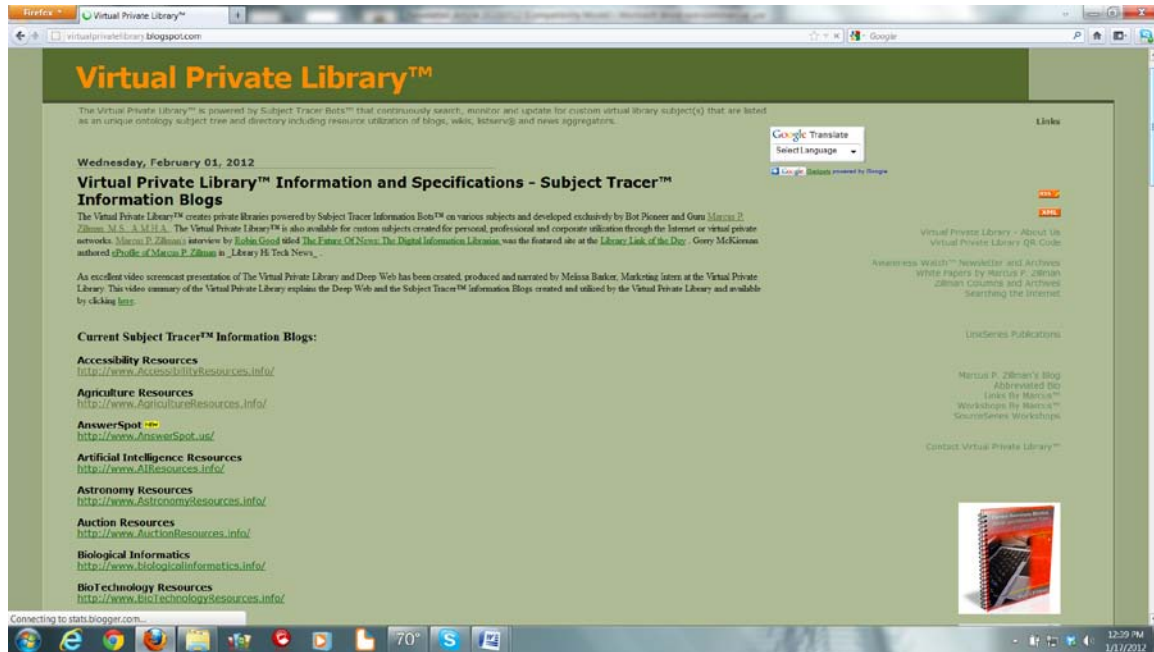 Firefox
Virtual Private Library™
virtualprivatelibrary.blogspot.com
Google
Virtual Private Library™
The Virtual Private Library™ is powered by Subject Tracer Bots™ that continuously search, monitor and update for custom virtual library subject(s) that are listed
as an unique ontology subject tree and directory including resource utilization of blogs, wikis, listserv® and news aggregators.
Links
Google Translate
Select Language
Google Gadgets powered by Google
Wednesday, February 01, 2012
Virtual Private Library™ Information and Specifications - Subject Tracer™
Information Blogs
The Virtual Private Library™ creates private libraries powered by Subject Tracer Information Bots™ on various subjects and developed exclusively by Bot Pioneer and Guru Marcus P.
Zillman, M.S., A.M.H.A. The Virtual Private Library™ is also available for custom subjects created for personal, professional and corporate utilization through the Internet or virtual private
networks. Marcus P. Zillman's interview by Robin Good titled The Future Of News: The Digital Information Librarian was the featured site at the Library Link of the Day . Gerry McKiernan
authored eProfile of Marcus P. Zillman in _Library Hi Tech News_ .
An excellent video screencast presentation of The Virtual Private Library and Deep Web has been created, produced and narrated by Melissa Barker, Marketing Intern at the Virtual Private
Library. This video summary of the Virtual Private Library explains the Deep Web and the Subject Tracer™ Information Blogs created and utilized by the Virtual Private Library and available
by clicking here.
Current Subject Tracer™ Information Blogs:
Accessibility Resources
http://www.AccessibilityResources.info/
Agriculture Resources
http://www.AgricultureResources.info/
AnswerSpot NEW
http://www.AnswerSpot.us/
Artificial Intelligence Resources
http://www.AIResources.info/
Astronomy Resources
http://www.AstronomyResources.info/
Auction Resources
http://www.AuctionResources.info/
Biological Informatics
http://www.biologicalinformatics.info/
BioTechnology Resources
http://www.BioTechnologyResources.info/
RSS
XML
Virtual Private Library - About Us
Virtual Private Library QR Code
Awareness Watch™ Newsletter and Archives
White Papers by Marcus P. Zillman
Zillman Columns and Archives
Searching the Internet
LinkSeries Publications
Marcus P. Zillman's Blog
Abbreviated Bio
Links By Marcus™
Workshops By Marcus™
SourceSeries Workshops
Contact Virtual Private Library™
Connecting to stats.blogger.com...
70°
12:39 PM
1/17/2012